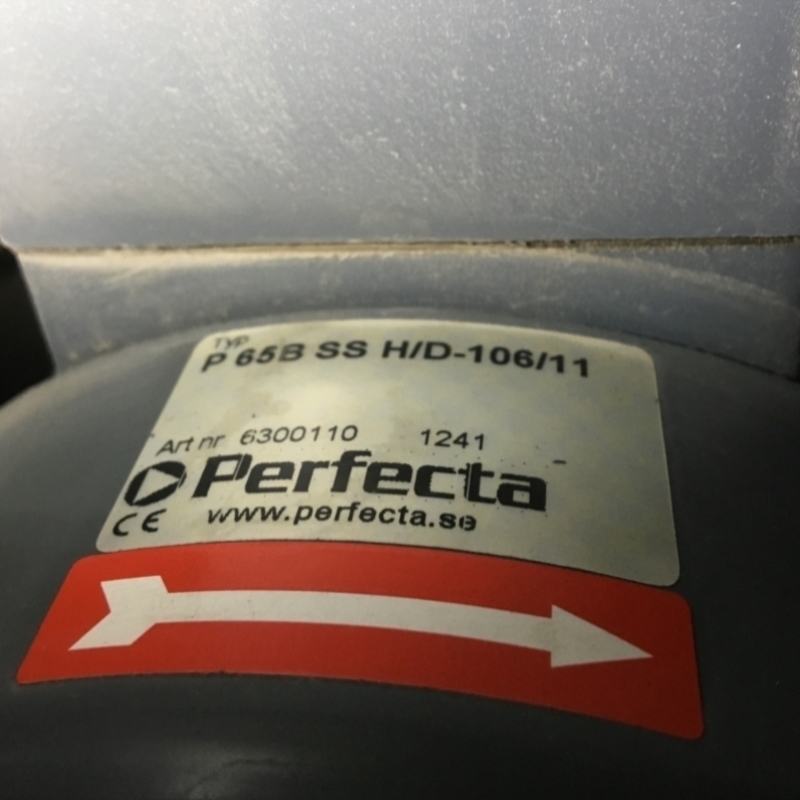 Typ
P 65B SS H/D-106/11
Art nr 6300110 1241
Perfecta
CE www.perfecta.se